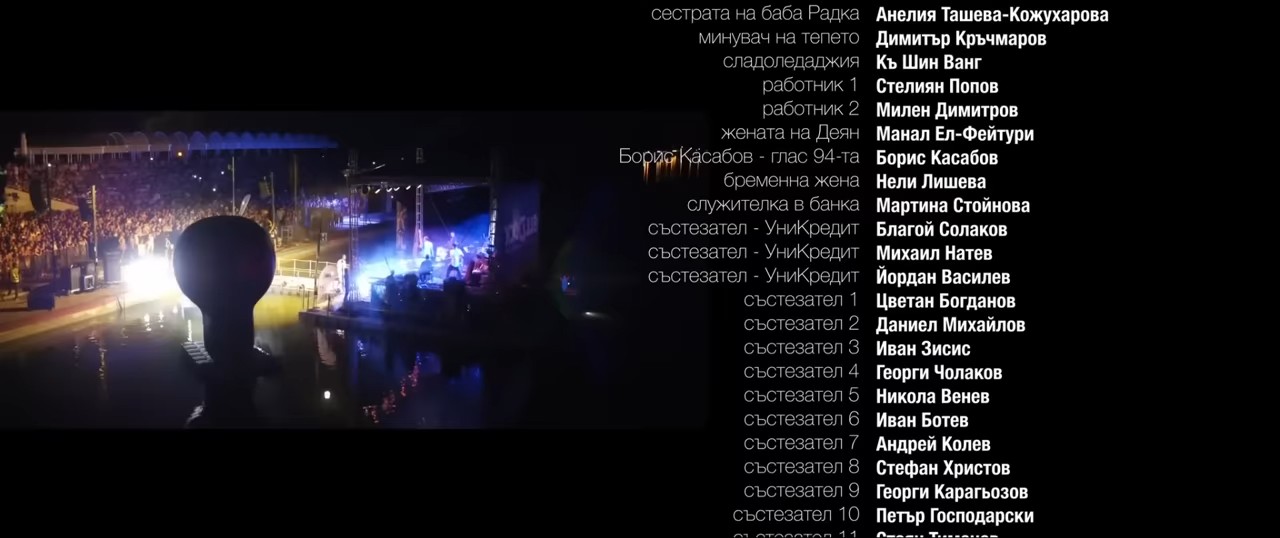 сестрата на баба Радка Анелия Ташева-Кожухарова
минувач на тепето Димитър Кръчмаров
сладоледаджия Къ Шин Ванг
работник 1 Стелиян Попов
работник 2 Милен Димитров
жената на Деян Манал Ел-Фейтури
Борис Касабов - глас 94-та Борис Касабов
бременна жена Нели Лишева
служителка в банка Мартина Стойнова
състезател - УниКредит Благой Солаков
състезател - УниКредит Михаил Натев
състезател - УниКредит Йордан Василев
състезател 1 Цветан Богданов
състезател 2 Даниел Михайлов
състезател 3 Иван Зисис
състезател 4 Георги Чолаков
състезател 5 Никола Венев
състезател 6 Иван Ботев
състезател 7 Андрей Колев
състезател 8 Стефан Христов
състезател 9 Георги Карагьозов
състезател 10 Петър Господарски
състезател 11